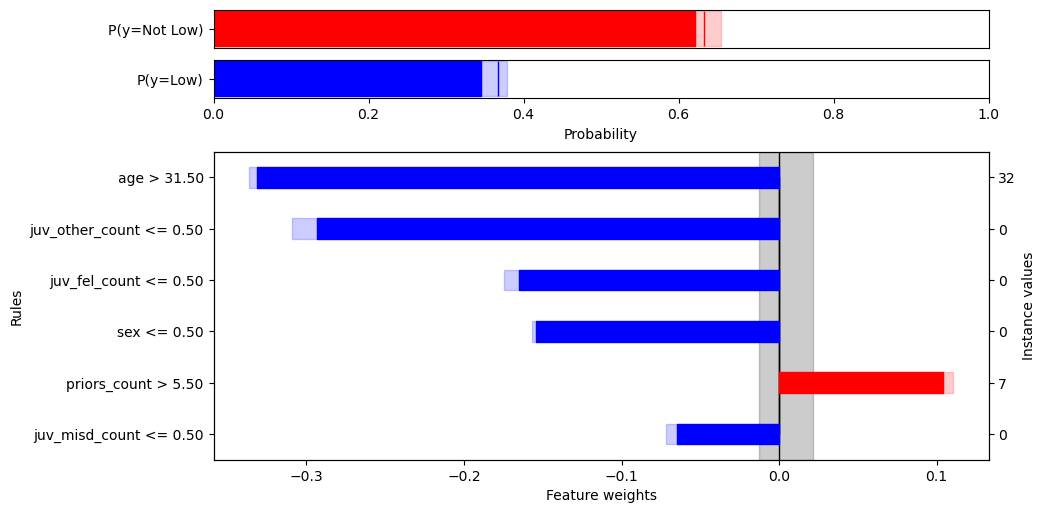 P(y=Not Low)
P(y=Low)
0.0 0.2 0.4 0.6 0.8 1.0
Probability
age > 31.50 32
juv_other_count <= 0.50 0
juv_fel_count <= 0.50 0
sex <= 0.50 0
priors_count > 5.50 7
juv_misd_count <= 0.50 0
Rules
Instance values
−0.3 −0.2 −0.1 0.0 0.1
Feature weights